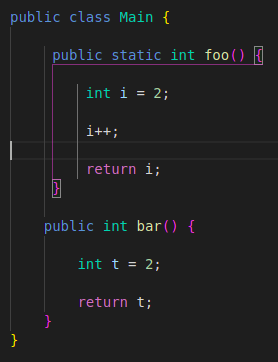 public class Main {
public static int foo() {
int i = 2;
i++;
return i;
}
public int bar() {
int t = 2;
return t;
}
}